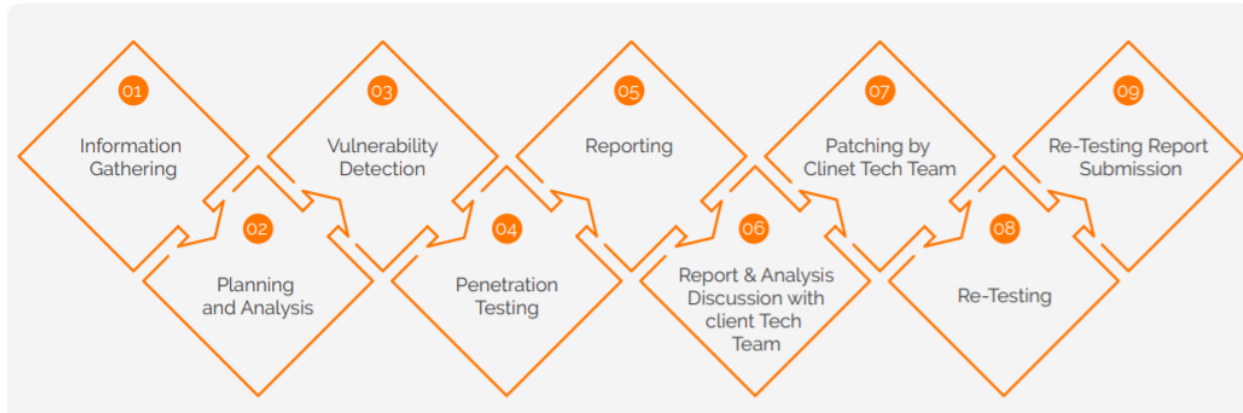 01
Information
Gathering
02
Planning
and Analysis
03
Vulnerability
Detection
04
Penetration
Testing
05
Reporting
06
Report & Analysis
Discussion with
client Tech
Team
07
Patching by
Clinet Tech Team
08
Re-Testing
09
Re-Testing Report
Submission